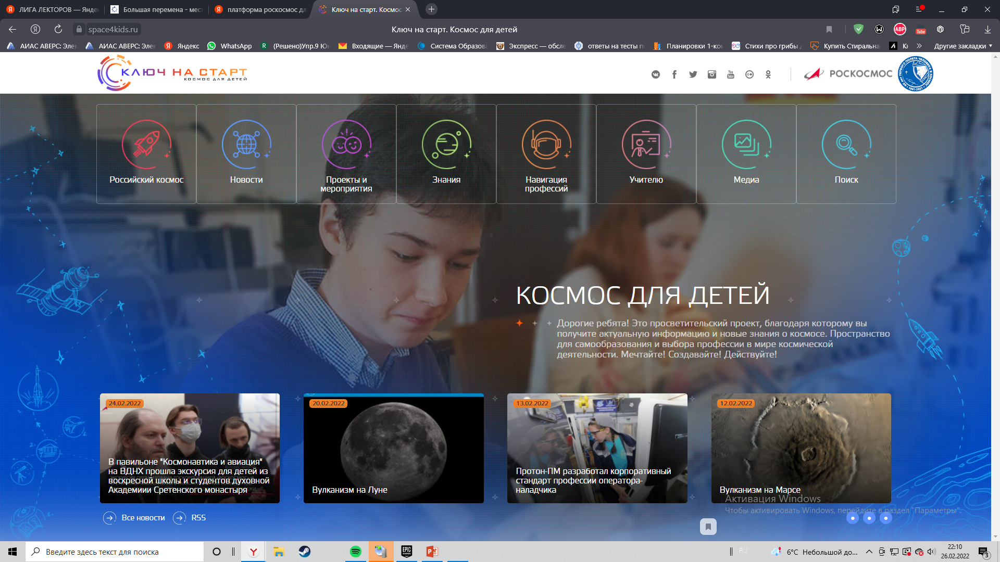 ЛИГА ЛЕКТОРОВ — Янде
Большая перемена - мест
платформа роскосмос дл
Ключ на старт. Космос
space4kids.ru
Ключ на старт. Космос для детей
АИАС АВЕРС: Элек
АИАС АВЕРС: Элек
Яндекс
WhatsApp
(Решено)Упр.9 Юн
Входящие — Янде
Система Образова
Экспресс — обсле
ответы на тесты п
Планировки 1-ком
Стихи про грибы д
Купить Стиральна
Кн
Другие закладки
КЛЮЧ НА СТАРТ
КОСМОС ДЛЯ ДЕТЕЙ
РОСКОСМОС
Российский космос
Новости
Проекты и
мероприятия
Знания
Навигация
профессий
Учителю
Медиа
Поиск
КОСМОС ДЛЯ ДЕТЕЙ
Дорогие ребята! Это просветительский проект, благодаря которому вы
получите актуальную информацию и новые знания о космосе. Пространство
для самообразования и выбора профессии в мире космической
деятельности. Мечтайте! Создавайте! Действуйте!
24.02.2022
В павильоне "Космонавтика и авиация"
на ВДНХ прошла экскурсия для детей из
воскресной школы и студентов духовной
Академиии Сретенского монастыря
20.02.2022
Вулканизм на Луне
13.02.2022
Протон-ПМ разработал корпоративный
стандарт профессии оператора-
наладчика
12.02.2022
Вулканизм на Марсе
Все новости
RSS
Активация Windows
Чтобы активировать Windows, перейдите в раздел "Параметры".
Введите здесь текст для поиска
RU
6°C Небольшой до...
22:10
26.02.2022
3